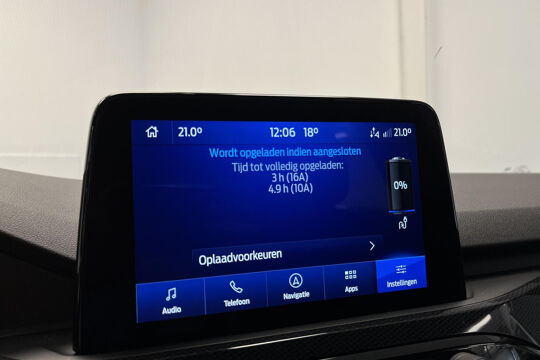 21.0° 12:06 18° 21.0°
Wordt opgeladen indien aangesloten
Tijd tot volledig opgeladen:
3 h (16A)
4.9 h (10A)
0%
Oplaadvoorkeuren
Audio Telefoon Navigatie Apps Instellingen